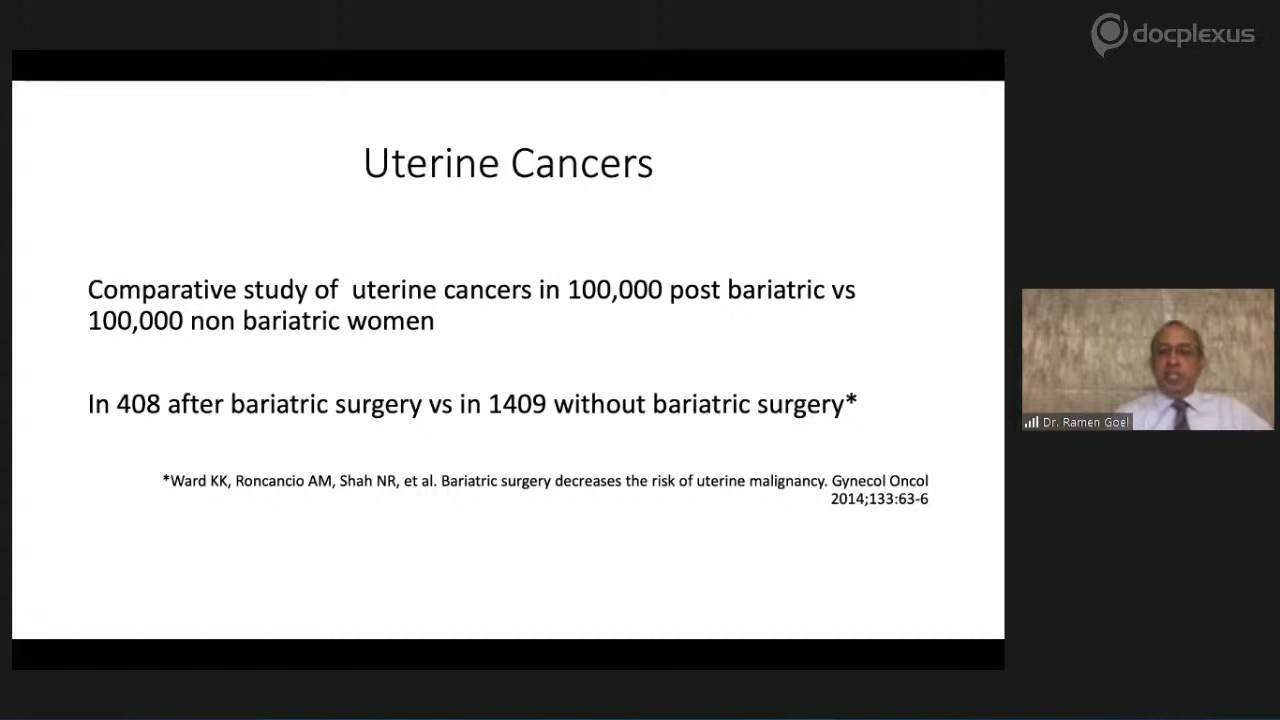 docplexus
Uterine Cancers
Comparative study of uterine cancers in 100,000 post bariatric vs
100,000 non bariatric women
In 408 after bariatric surgery vs in 1409 without bariatric surgery*
*Ward KK, Roncancio AM, Shah NR, et al. Bariatric surgery decreases the risk of uterine malignancy. Gynecol Oncol
2014;133:63-6
Dr. Ramen Goel